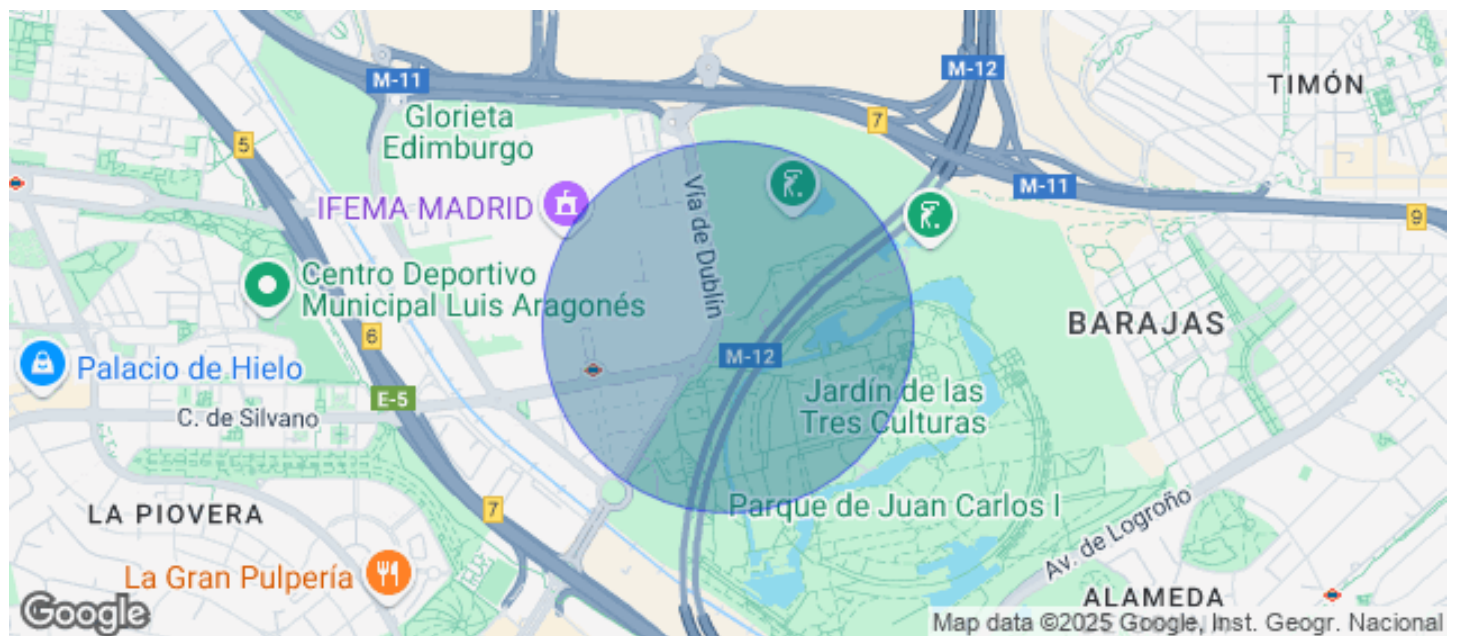 M-11
M-12
TIMÓN
Glorieta
Edimburgo
7
5
IFEMA MADRID
Vía de Dublín
M-11
9
Centro Deportivo
Municipal Luis Aragonés
BARAJAS
6
Palacio de Hielo
M-12
E-5
Jardín de las
Tres Culturas
C. de Silvano
LA PIOVERA
7
Parque de Juan Carlos I
Av. de Logroño
La Gran Pulpería
ALAMEDA
Google
Map data ©2025 Google, Inst. Geogr. Nacional